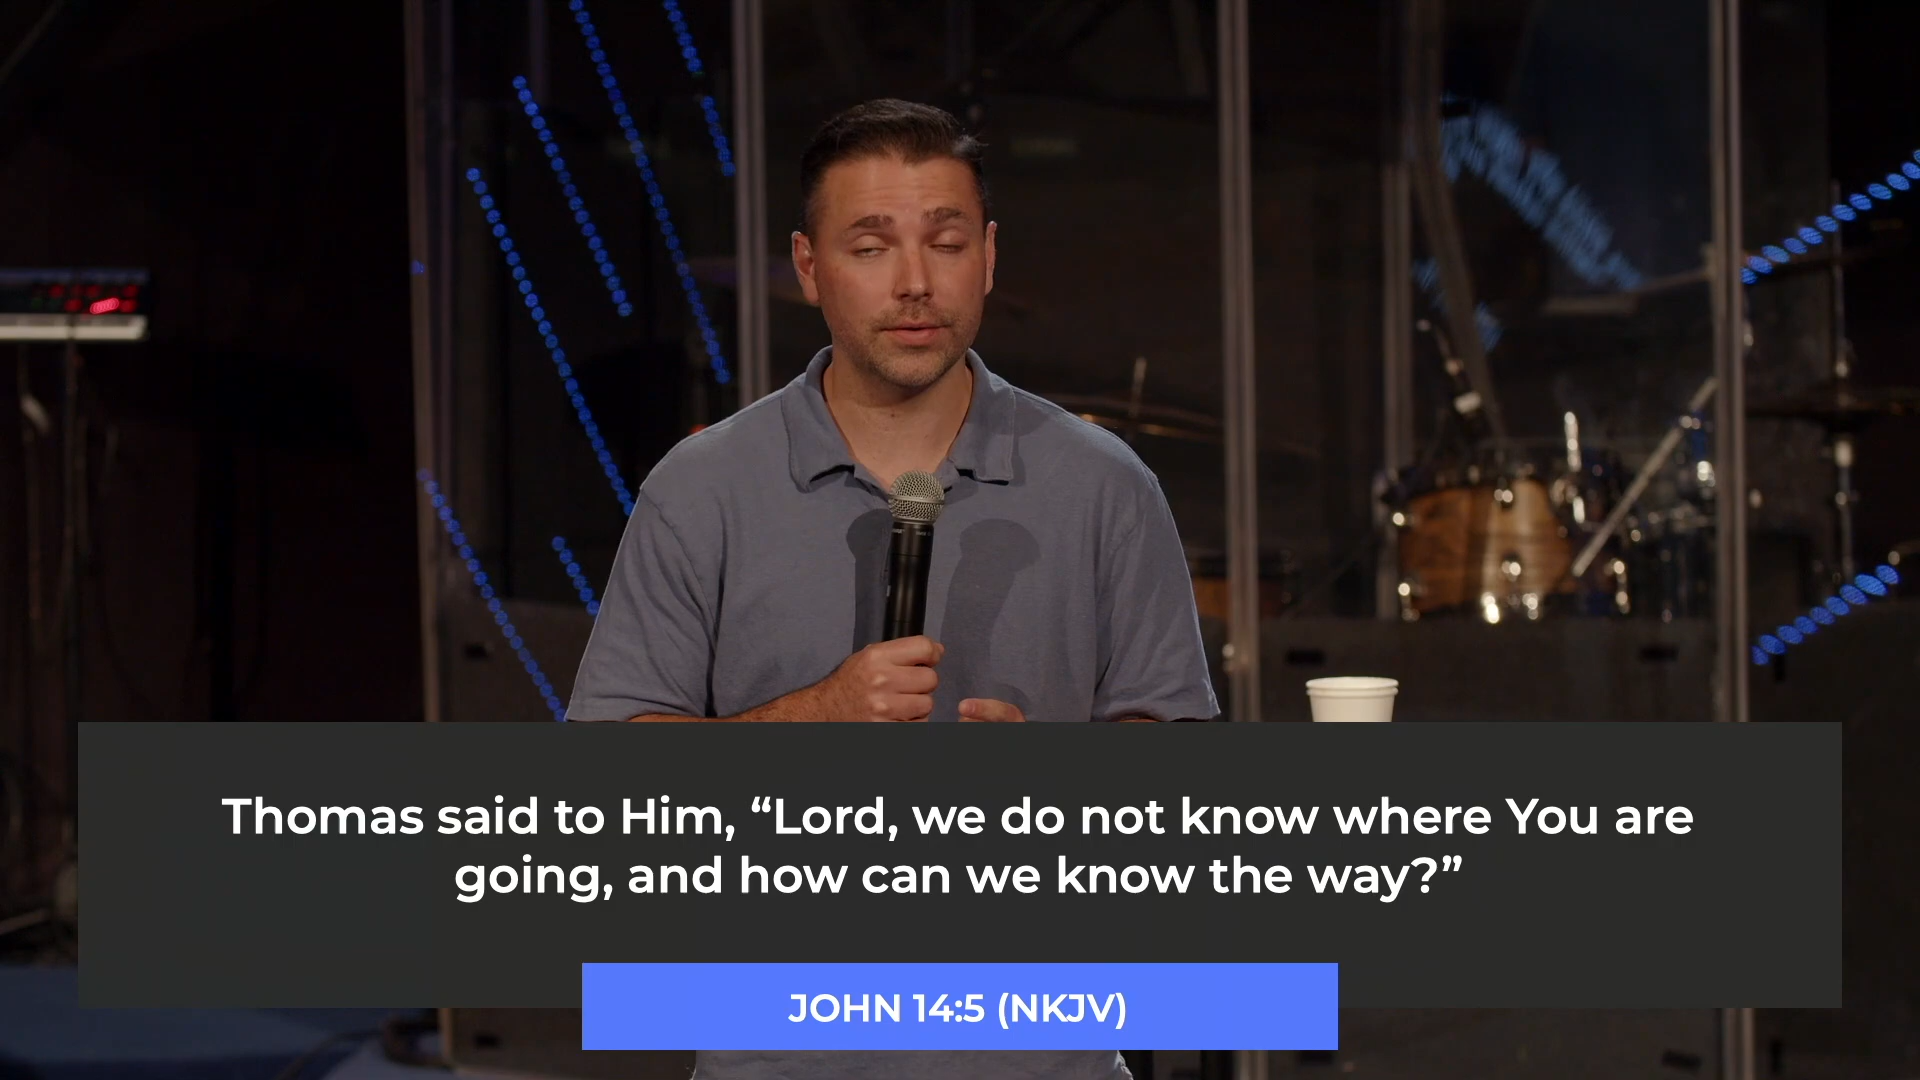 Thomas said to Him, “Lord, we do not know where You are
going, and how can we know the way?”
JOHN 14:5 (NKJV)